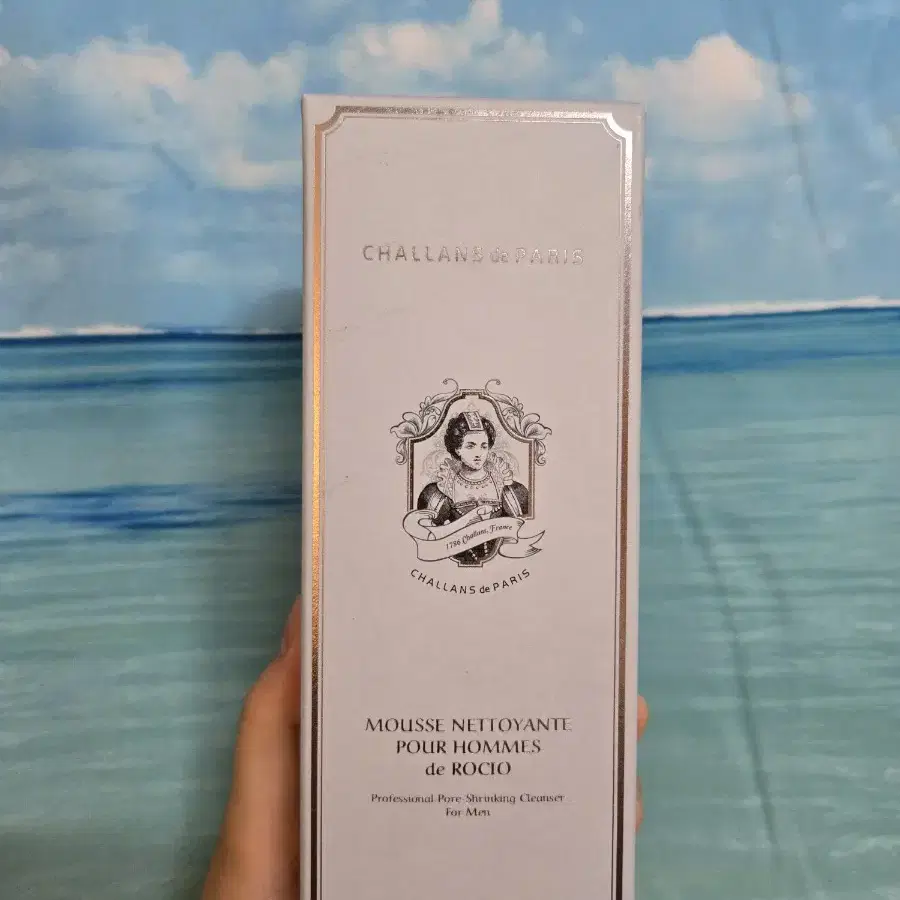 CHALLANS de PARIS
1786 Challans, France
CHALLANS de PARIS
MOUSSE NETTOYANTE
POUR HOMMES
de ROCIO
Professional Pore-Shrinking Cleanser
For Men